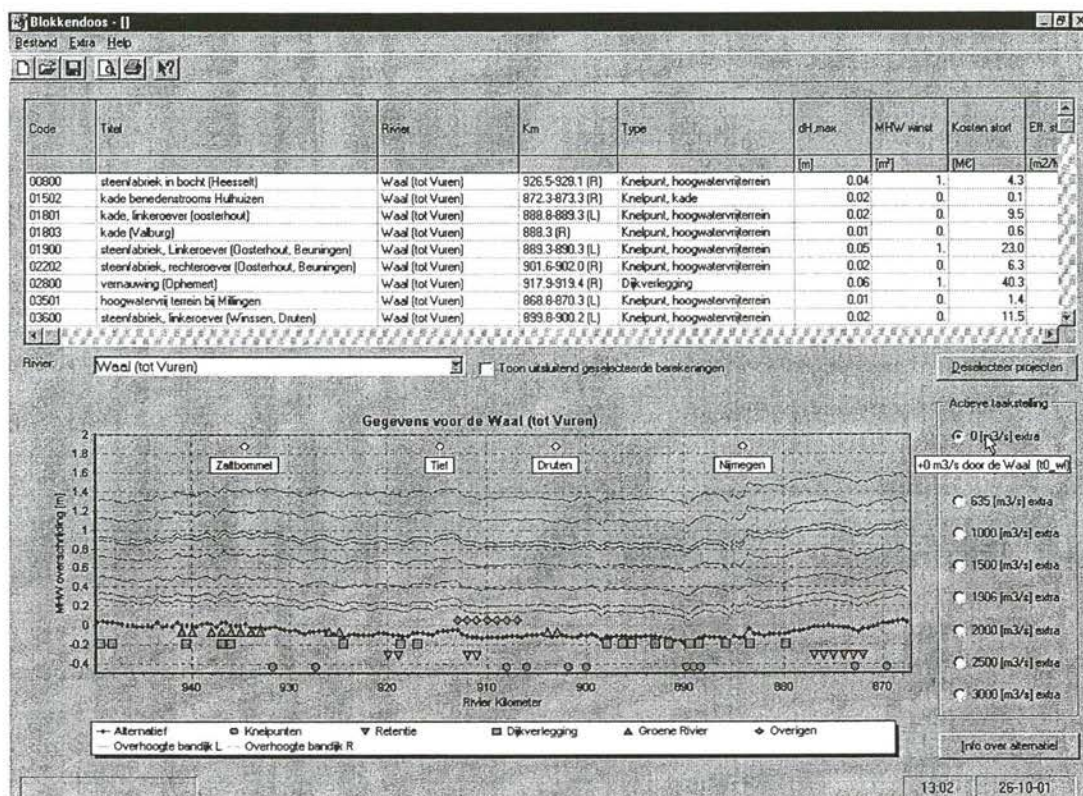 Blokkendoos - []
Bestand Extra Help
Code Titel Rivier Km Type dH,max MHW winst Kosten stort Eff. st
[m] [m²] [M€] [m2/M
00800 steenfabriek in bocht (Heesselt) Waal (tot Vuren) 926.5-928.1 (R) Knelpunt, hoogwatervrijterrein 0.04 1. 4.3
01502 kade benedenstrooms Hulhuizen Waal (tot Vuren) 872.3-873.3 (R) Knelpunt, kade 0.02 0. 0.1
01801 kade, linkeroever (oosterhout) Waal (tot Vuren) 888.8-889.3 (L) Knelpunt, hoogwatervrijterrein 0.02 0. 9.5
01803 kade (Valburg) Waal (tot Vuren) 888.3 (R) Knelpunt, hoogwatervrijterrein 0.01 0. 0.6
01900 steenfabriek, Linkeroever (Oosterhout, Beuningen) Waal (tot Vuren) 889.3-890.3 (L) Knelpunt, hoogwatervrijterrein 0.05 1. 23.0
02202 steenfabriek, rechteroever (Oosterhout, Beuningen) Waal (tot Vuren) 901.6-902.0 (R) Knelpunt, hoogwatervrijterrein 0.02 0. 6.3
02800 vernauwing (Ophemert) Waal (tot Vuren) 917.9-919.4 (R) Dijkverlegging 0.06 1. 40.3
03501 hoogwatervrij terrein bij Millingen Waal (tot Vuren) 868.8-870.3 (L) Knelpunt, hoogwatervrijterrein 0.01 0. 1.4
03600 steenfabriek, linkeroever (Winssen, Druten) Waal (tot Vuren) 899.8-900.2 (L) Knelpunt, hoogwatervrijterrein 0.02 0. 11.5
Rivier: Waal (tot Vuren) Toon uitsluitend geselecteerde berekeningen Deselecteer projecten
Gegevens voor de Waal (tot Vuren)
MHW overschrijding [m]
2
1.8
1.6
1.4
1.2
1
0.8
0.6
0.4
0.2
0
-0.2
-0.4
Zaltbommel Tiel Druten Nijmegen
940 930 920 910 900 890 880 870
Rivier Kilometer
Alternatief Knelpunten Retentie Dijkverlegging Groene Rivier Overigen
Overhoogte bandijk L Overhoogte bandijk R
Actieve taakstelling
0 [m3/s] extra
+0 m3/s door de Waal (t0_wl)
635 [m3/s] extra
1000 [m3/s] extra
1500 [m3/s] extra
1906 [m3/s] extra
2000 [m3/s] extra
2500 [m3/s] extra
3000 [m3/s] extra
Info over alternatief
13:02 26-10-01